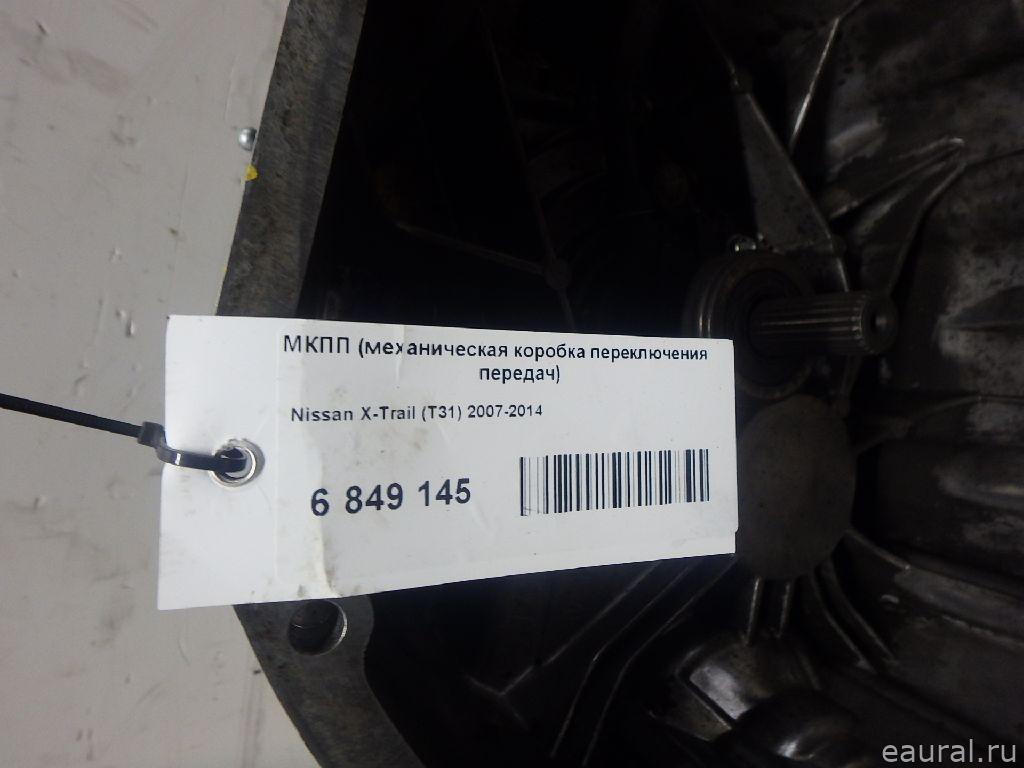 МКПП (механическая коробка переключения
передач)
Nissan X-Trail (T31) 2007-2014
6 849 145
eaural.ru